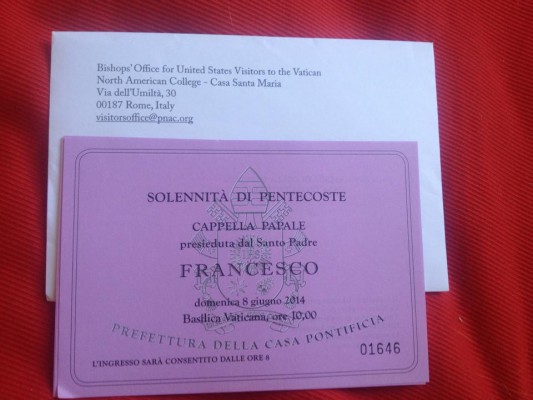 Bishops' Office for United States Visitors to the Vatican
North American College - Casa Santa Maria
Via dell'Umiltà, 30
00187 Rome, Italy
visitorsoffice@pnac.org
SOLENNITÀ DI PENTECOSTE
CAPPELLA PAPALE
presieduta dal Santo Padre
FRANCESCO
domenica 8 giugno 2014
Basilica Vaticana, ore 10,00
PREFETTURA DELLA CASA PONTIFICIA
L'INGRESSO SARÀ CONSENTITO DALLE ORE 8
01646